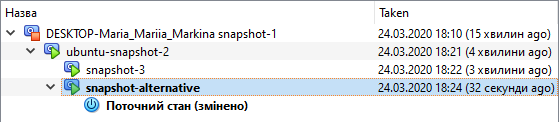 Назва Taken
DESKTOP-Maria_Mariia_Markina snapshot-1 24.03.2020 18:10 (15 хвилин ago)
ubuntu-snapshot-2 24.03.2020 18:21 (4 хвилини ago)
snapshot-3 24.03.2020 18:22 (3 хвилини ago)
snapshot-alternative 24.03.2020 18:24 (32 секунди ago)
Поточний стан (змінено)